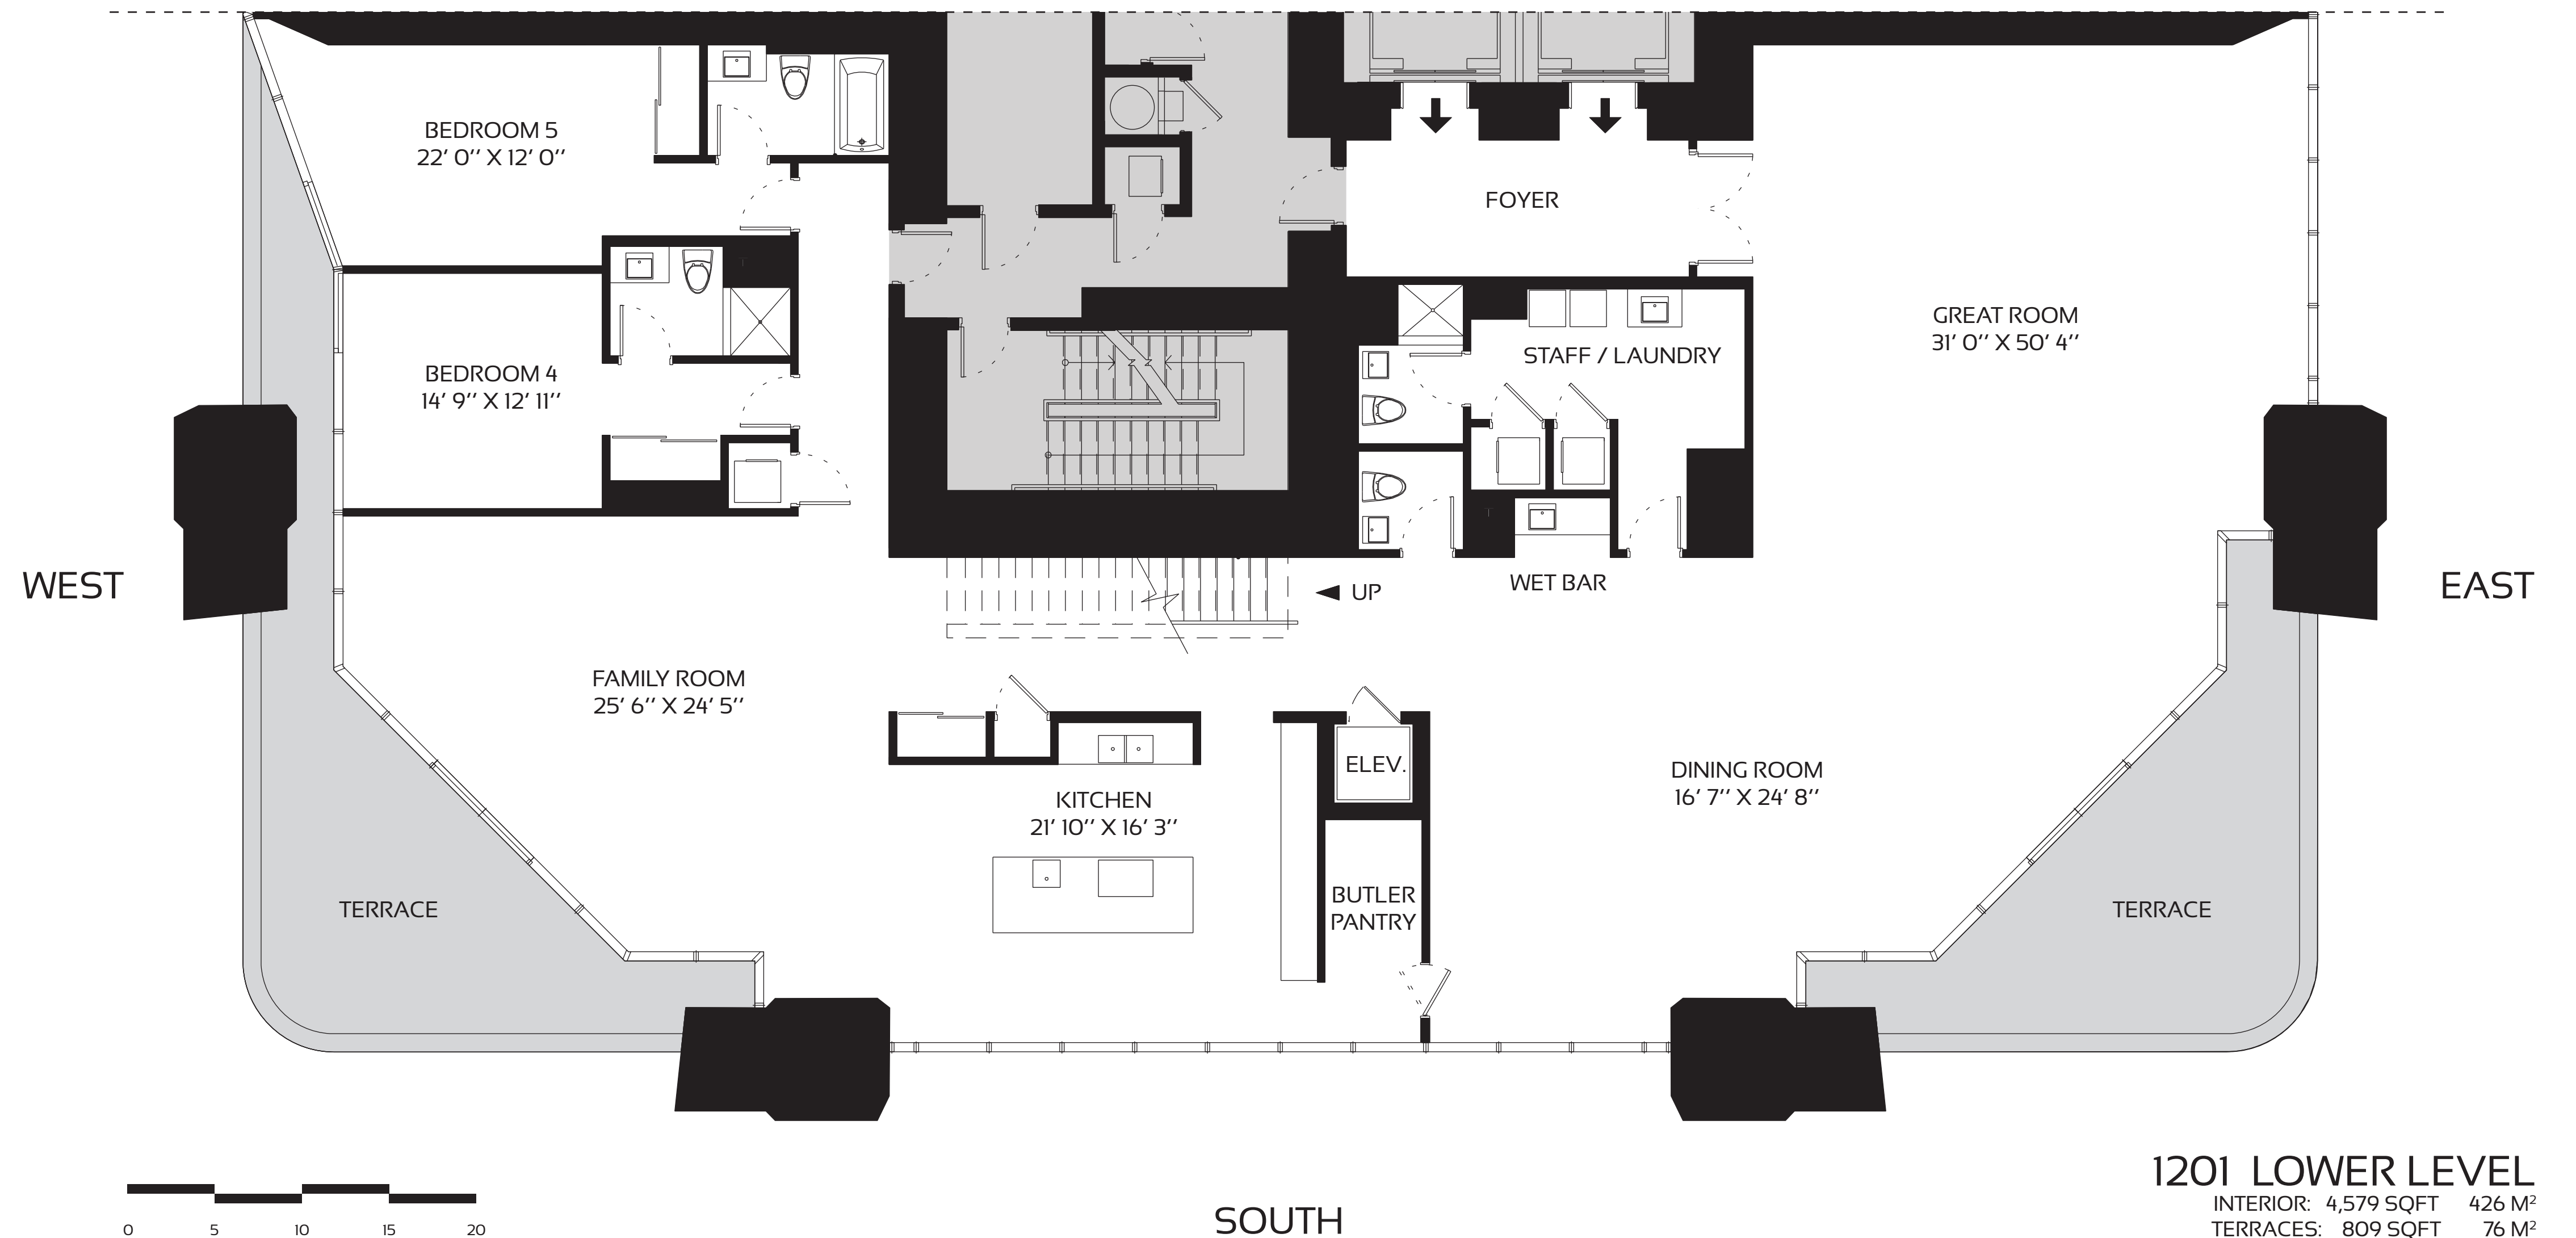 BEDROOM 5
22’ 0’’ X 12’ 0’’
FOYER
GREAT ROOM
31’ 0’’ X 50’ 4’’
STAFF / LAUNDRY
BEDROOM 4
14’ 9’’ X 12’ 11’’
T
T
WEST
UP
WET BAR
EAST
FAMILY ROOM
25’ 6’’ X 24’ 5’’
ELEV.
DINING ROOM
16’ 7’’ X 24’ 8’’
KITCHEN
21’ 10’’ X 16’ 3’’
BUTLER
PANTRY
TERRACE
TERRACE
0 5 10 15 20
SOUTH
1201 LOWER LEVEL
INTERIOR: 4,579 SQFT 426 M²
TERRACES: 809 SQFT 76 M²